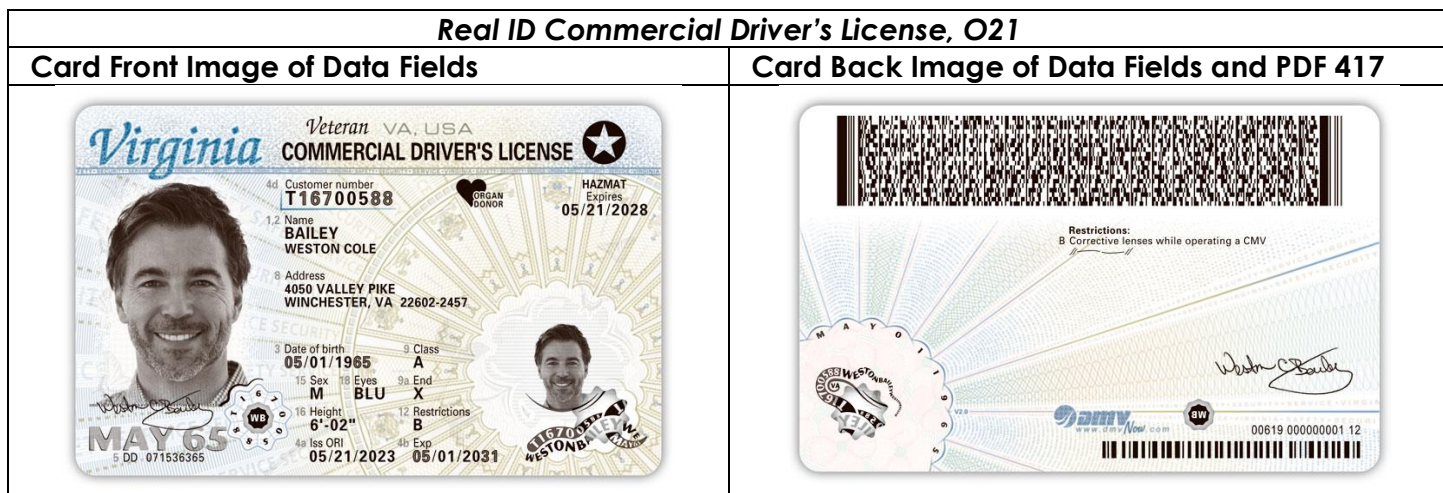 Real ID Commercial Driver's License, O21
Card Front Image of Data Fields
Card Back Image of Data Fields and PDF 417
Virginia
Veteran VA, USA
COMMERCIAL DRIVER'S LICENSE
4d Customer number
T16700588
ORGAN
DONOR
HAZMAT
Expires
05/21/2028
1,2 Name
BAILEY
WESTON COLE
8 Address
4050 VALLEY PIKE
WINCHESTER, VA 22602-2457
3 Date of birth 9 Class
05/01/1965 A
15 Sex 18 Eyes 9a End
M BLU X
16 Height 12 Restrictions
6'-02" B
4a Iss ORI 4b Exp
05/21/2023 05/01/2031
WB
MAY 65
5 DD 071536365
Restrictions:
B Corrective lenses while operating a CMV
V2.0
dmv
www.dmvNow.com
WB
00619 000000001 12